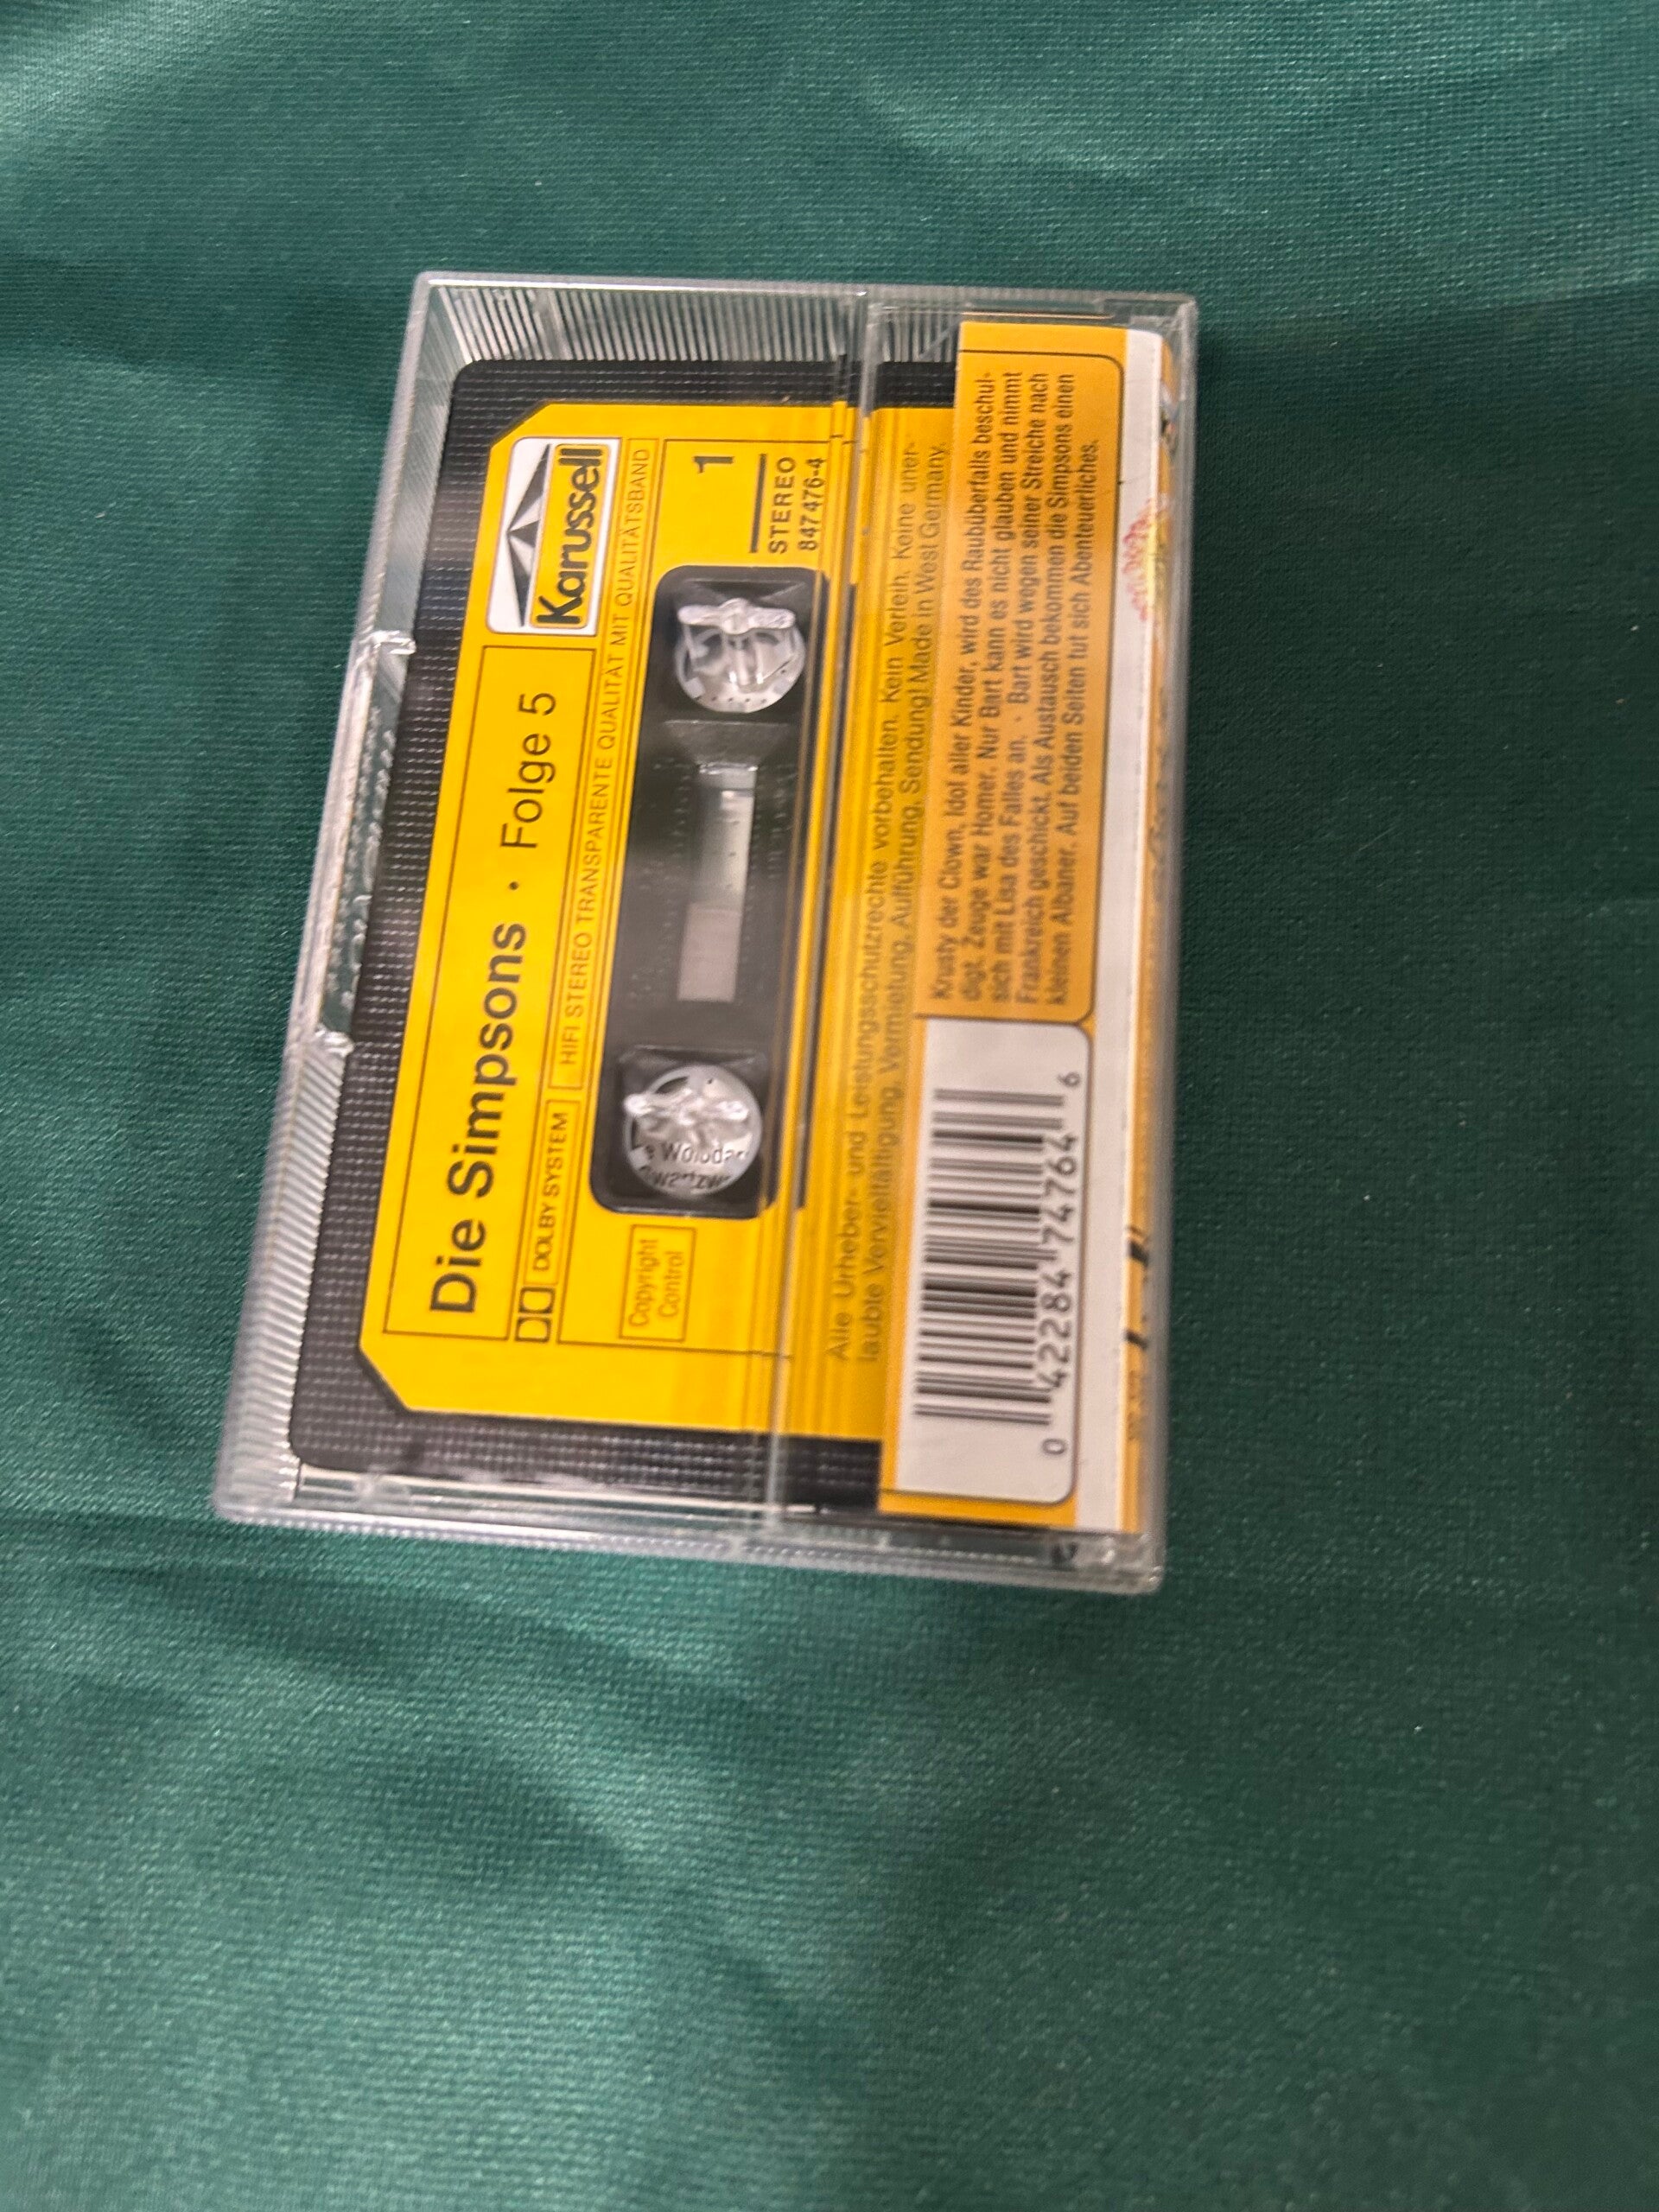 Karussell
Die Simpsons · Folge 5
DOLBY SYSTEM
HIFI STEREO TRANSPARENTE QUALITÄT MIT QUALITÄTSBAND
1
STEREO
847476-4
Copyright
Control
Alle Urheber- und Leistungsschutzrechte vorbehalten. Kein Verleih. Keine uner-
laubte Vervielfältigung, Vermietung, Aufführung, Sendung! Made in West Germany.
Krusty der Clown, Idol aller Kinder, wird des Raubüberfalls beschul-
digt. Zeuge war Homer. Nur Bart kann es nicht glauben und nimmt
sich mit Lisa des Falles an. · Bart wird wegen seiner Streiche nach
Frankreich geschickt. Als Austausch bekommen die Simpsons einen
kleinen Albaner. Auf beiden Seiten tut sich Abenteuerliches.
0 42284 74764 6